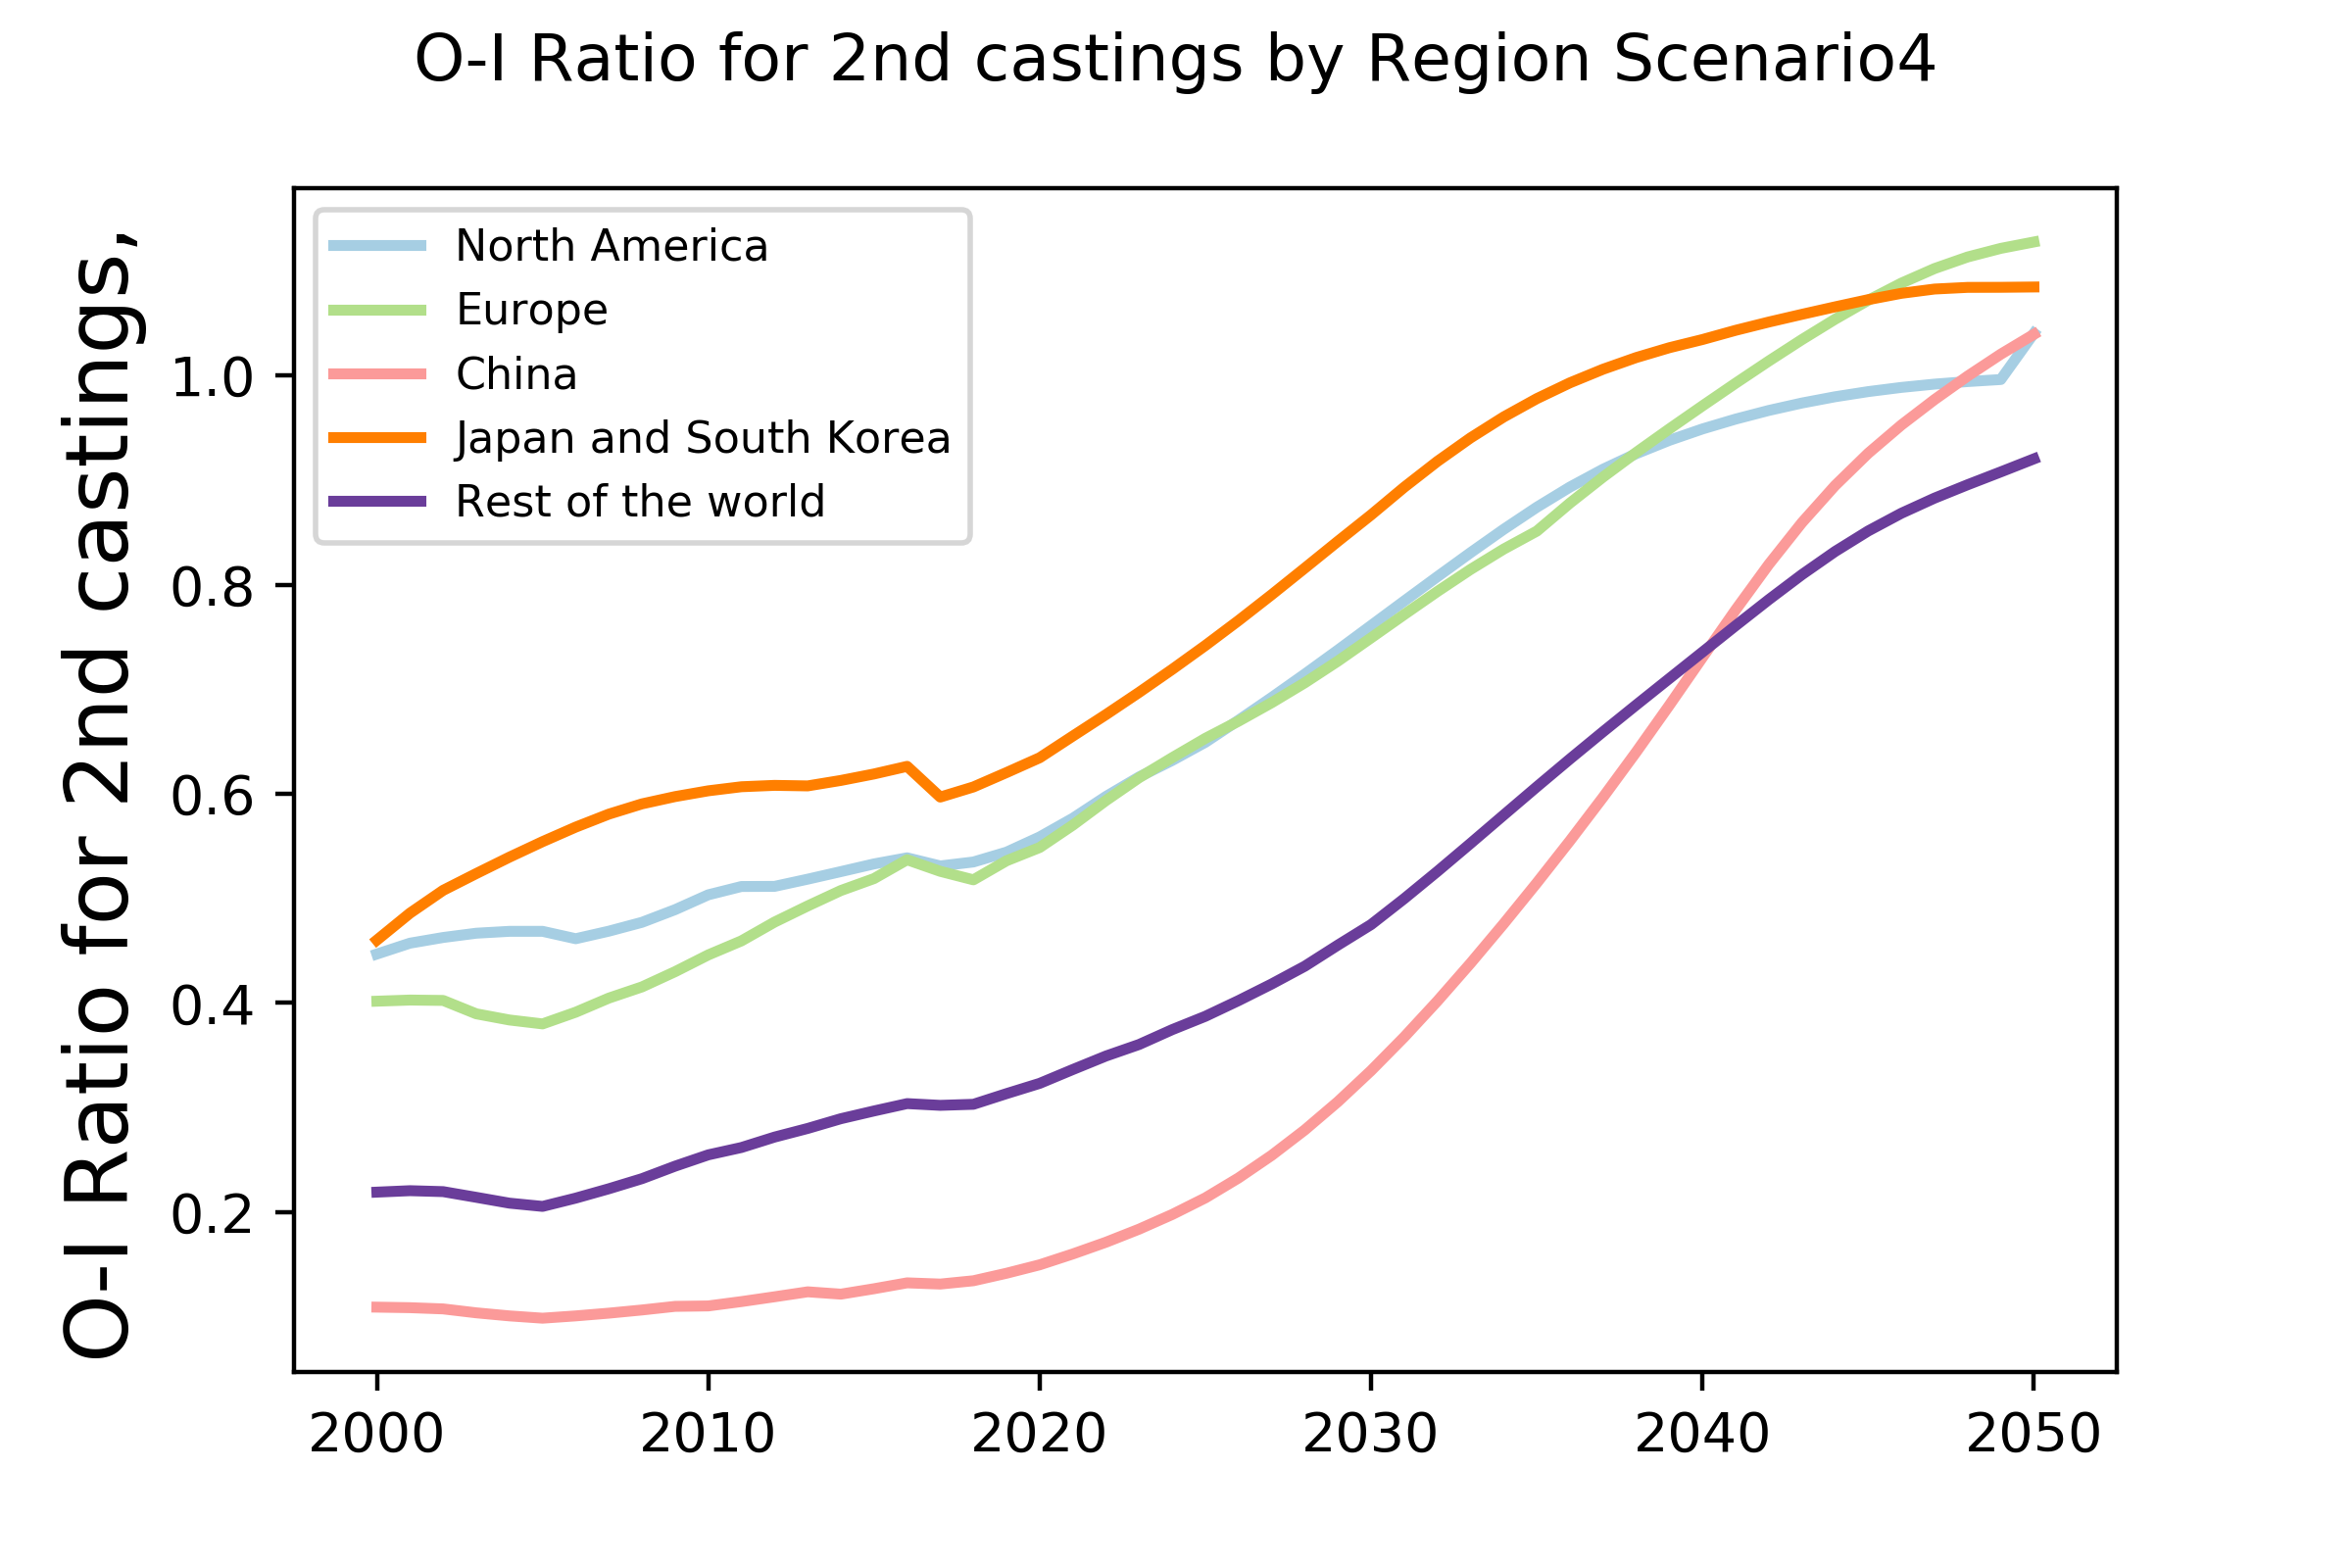 O-I Ratio for 2nd castings by Region Scenario4
O-I Ratio for 2nd castings,
North America
Europe
China
Japan and South Korea
Rest of the world
1.0
0.8
0.6
0.4
0.2
2000 2010 2020 2030 2040 2050